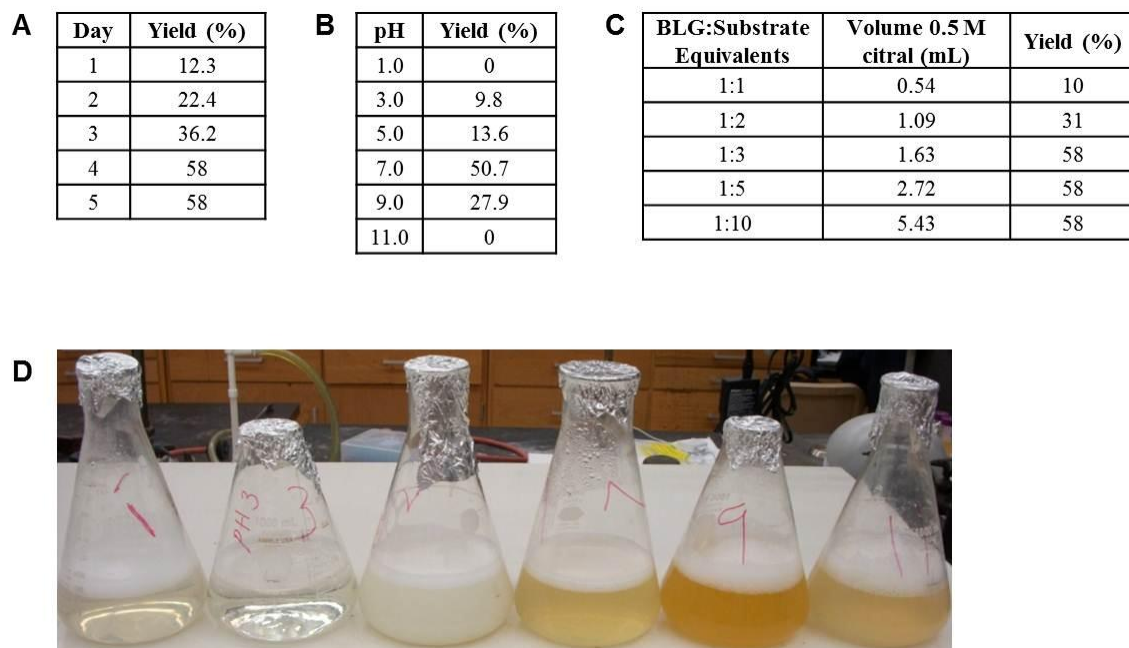 A
Day Yield (%)
1 12.3
2 22.4
3 36.2
4 58
5 58
B
pH Yield (%)
1.0 0
3.0 9.8
5.0 13.6
7.0 50.7
9.0 27.9
11.0 0
C
BLG:Substrate Equivalents Volume 0.5 M citral (mL) Yield (%)
1:1 0.54 10
1:2 1.09 31
1:3 1.63 58
1:5 2.72 58
1:10 5.43 58
D
1
pH 3 3
7
9
11